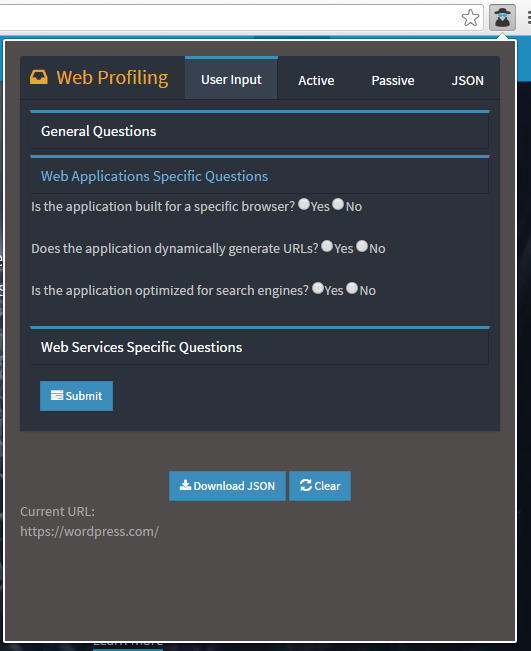 Web Profiling
User Input
Active
Passive
JSON
General Questions
Web Applications Specific Questions
Is the application built for a specific browser? Yes No
Does the application dynamically generate URLs? Yes No
Is the application optimized for search engines? Yes No
Web Services Specific Questions
Submit
Download JSON
Clear
Current URL:
https://wordpress.com/
Learn More